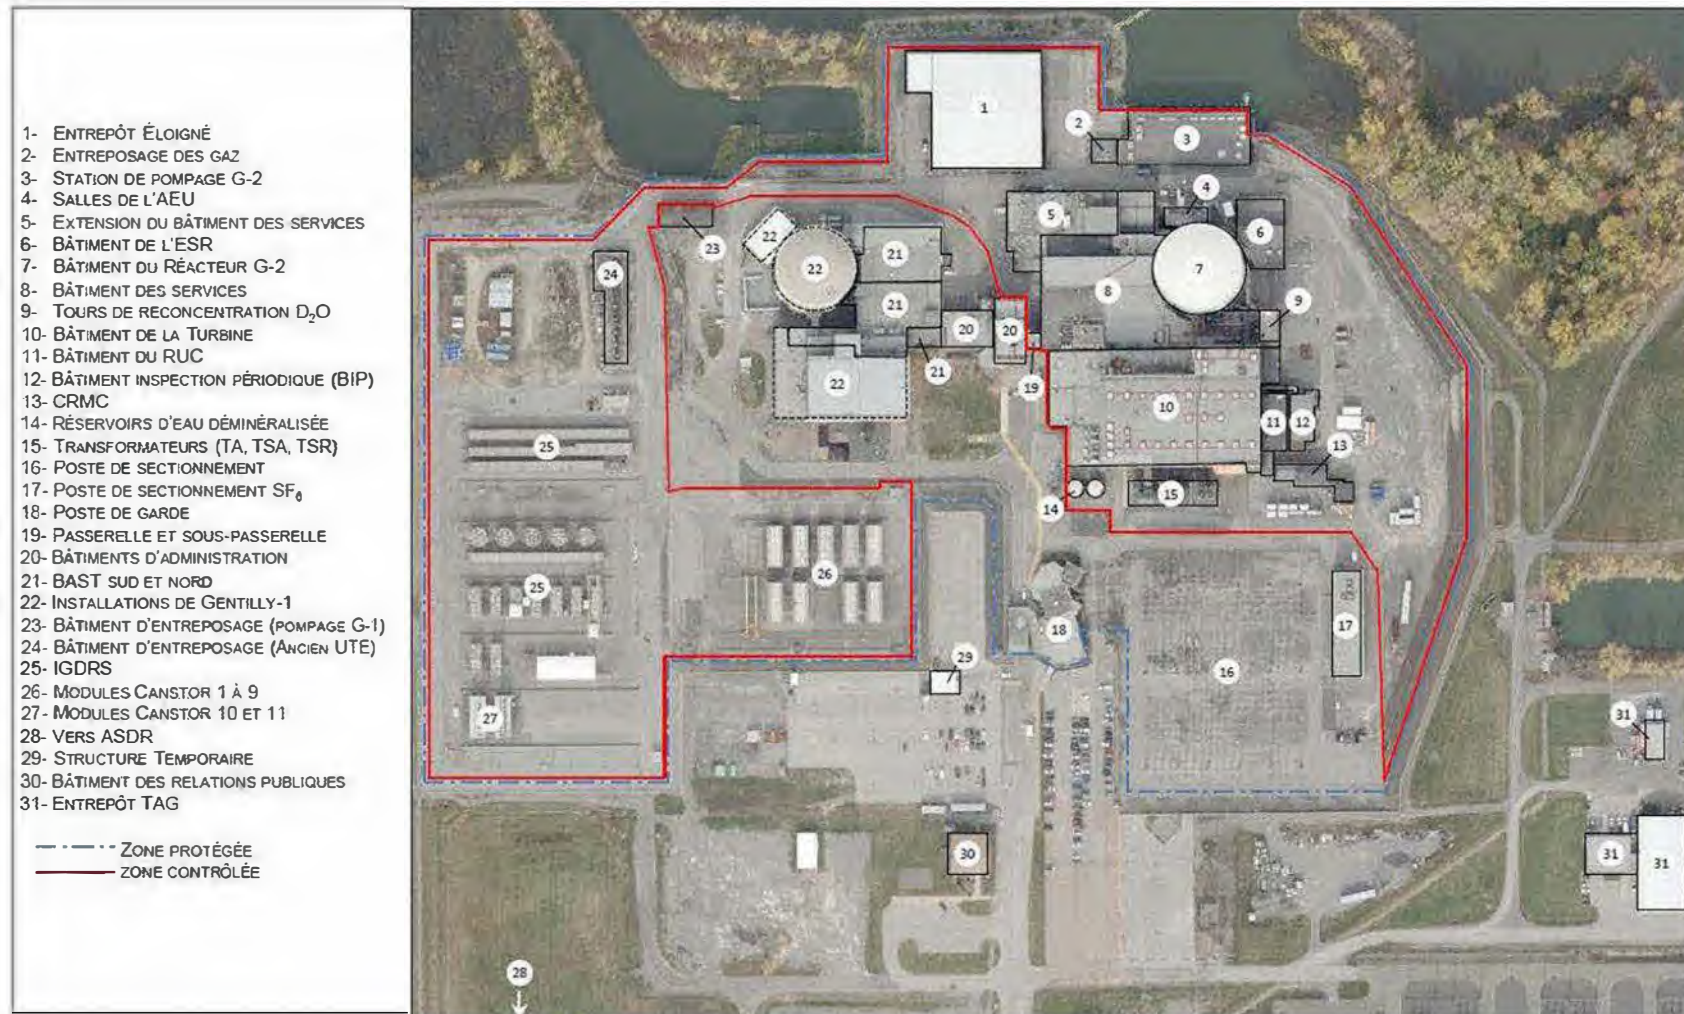 1- ENTREPÔT ÉLOIGNÉ
2- ENTREPOSAGE DES GAZ
3- STATION DE POMPAGE G-2
4- SALLES DE L'AEU
5- EXTENSION DU BÂTIMENT DES SERVICES
6- BÂTIMENT DE L'ESR
7- BÂTIMENT DU RÉACTEUR G-2
8- BÂTIMENT DES SERVICES
9- TOURS DE RECONCENTRATION D₂O
10- BÂTIMENT DE LA TURBINE
11- BÂTIMENT DU RUC
12- BÂTIMENT INSPECTION PÉRIODIQUE (BIP)
13- CRMC
14- RÉSERVOIRS D'EAU DÉMINÉRALISÉE
15- TRANSFORMATEURS (TA, TSA, TSR)
16- POSTE DE SECTIONNEMENT
17- POSTE DE SECTIONNEMENT SF₆
18- POSTE DE GARDE
19- PASSERELLE ET SOUS-PASSERELLE
20- BÂTIMENTS D'ADMINISTRATION
21- BAST SUD ET NORD
22- INSTALLATIONS DE GENTILLY-1
23- BÂTIMENT D'ENTREPOSAGE (POMPAGE G-1)
24- BÂTIMENT D'ENTREPOSAGE (ANCIEN UTE)
25- IGDRS
26- MODULES CANSTOR 1 À 9
27- MODULES CANSTOR 10 ET 11
28- VERS ASDR
29- STRUCTURE TEMPORAIRE
30- BÂTIMENT DES RELATIONS PUBLIQUES
31- ENTREPÔT TAG
ZONE PROTÉGÉE
ZONE CONTRÔLÉE
1
2
3
4
5
6
23
22
22
21
7
24
8
9
21
20
20
21
19
22
10
11
12
25
13
15
14
26
25
18
17
29
16
27
31
30
31
31
28